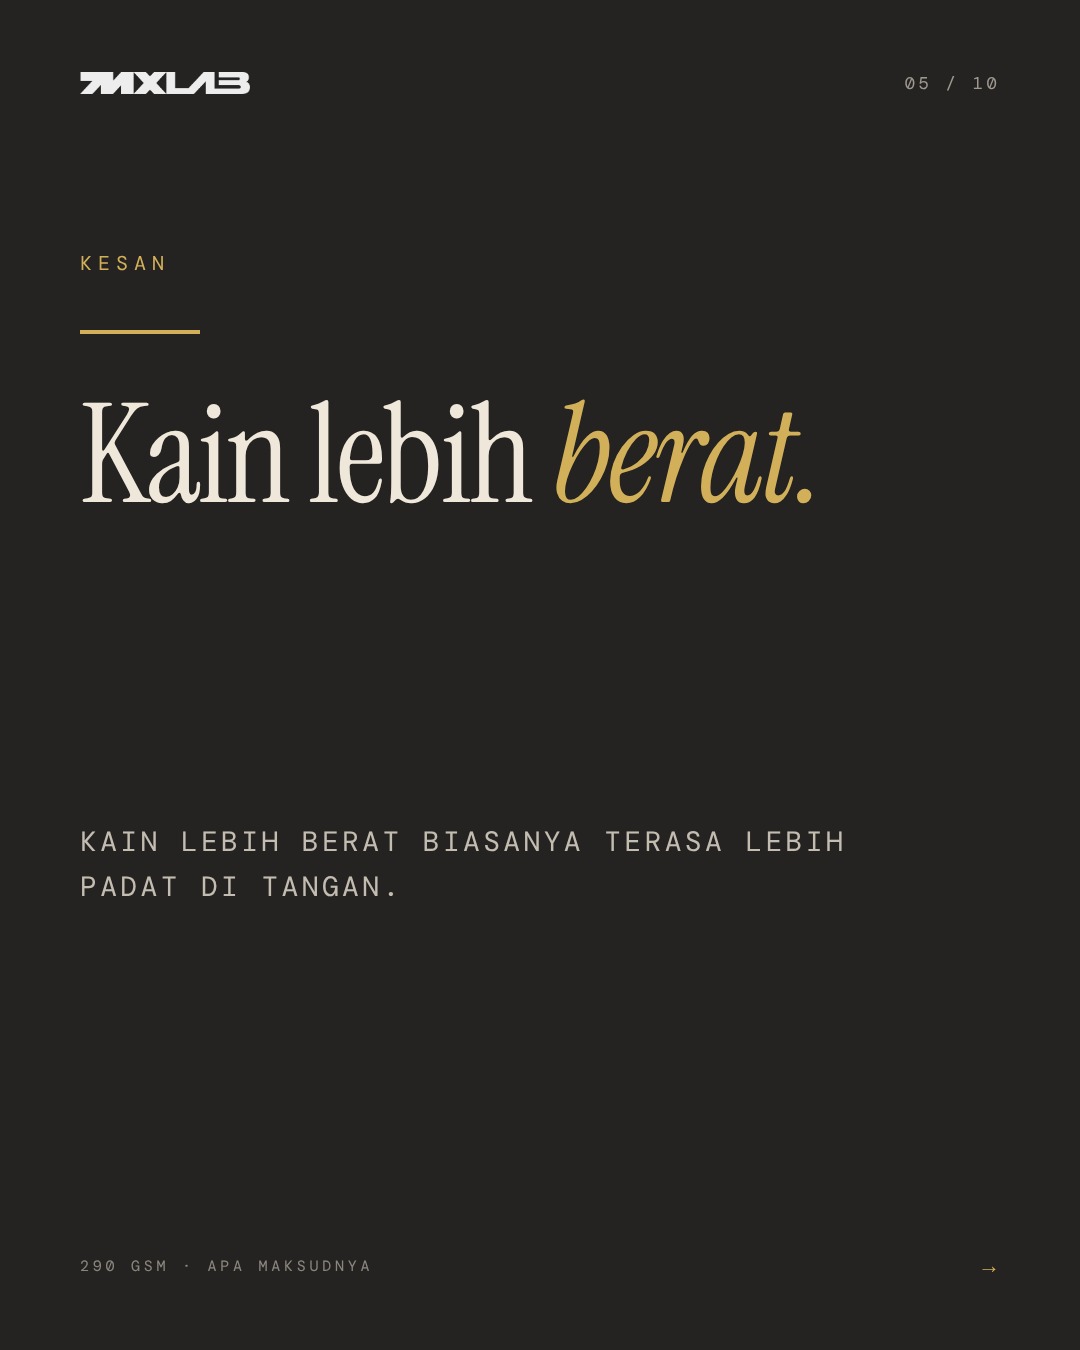 MXLAB
05 / 10
KESAN
Kain lebih berat.
KAIN LEBIH BERAT BIASANYA TERASA LEBIH
PADAT DI TANGAN.
290 GSM · APA MAKSUDNYA
→